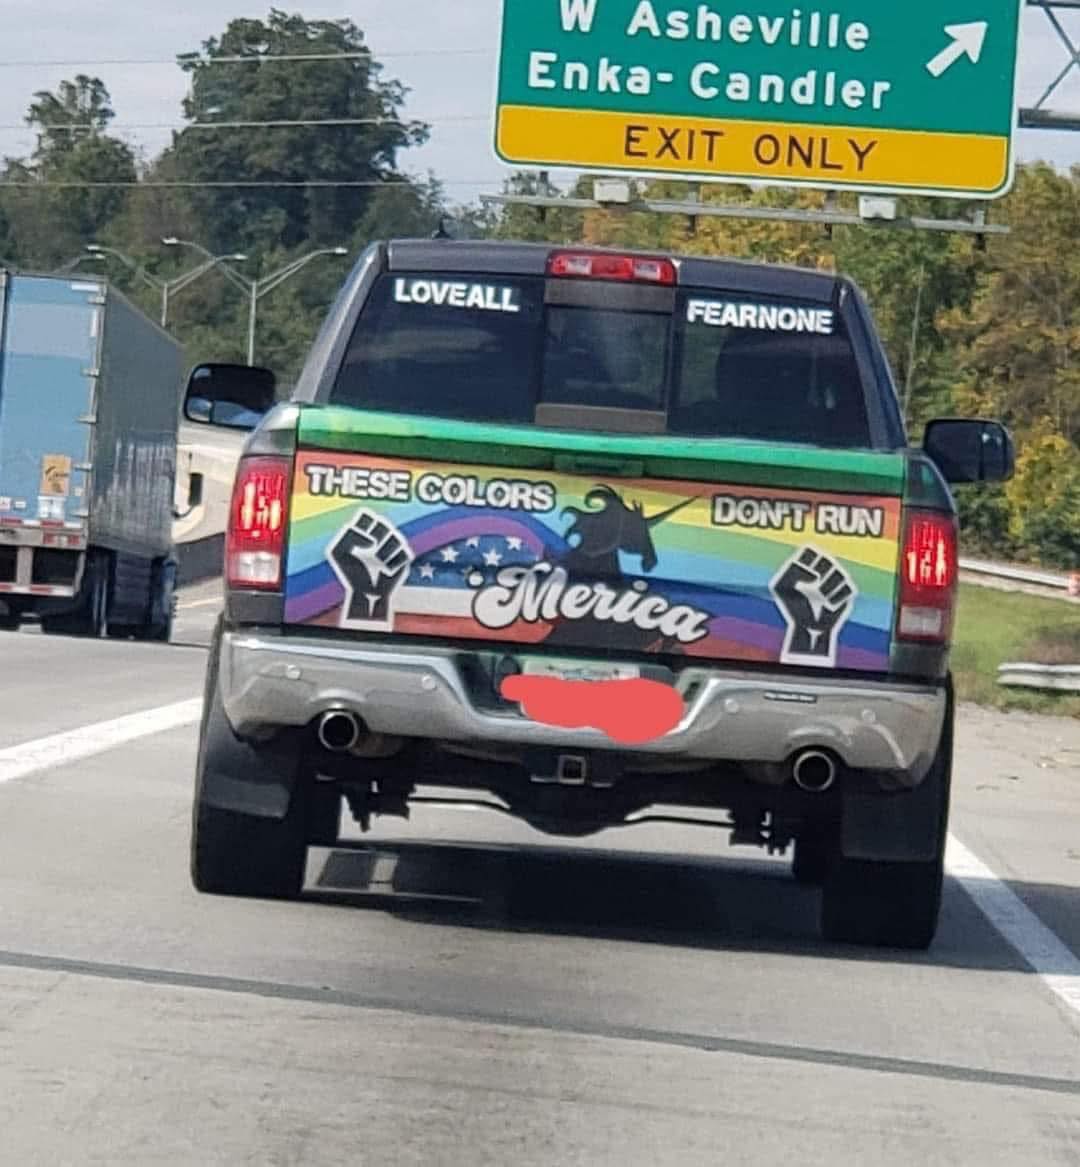 W Asheville
Enka-Candler
EXIT ONLY
LOVEALL
FEARNONE
THESE COLORS
DON'T RUN
'Merica